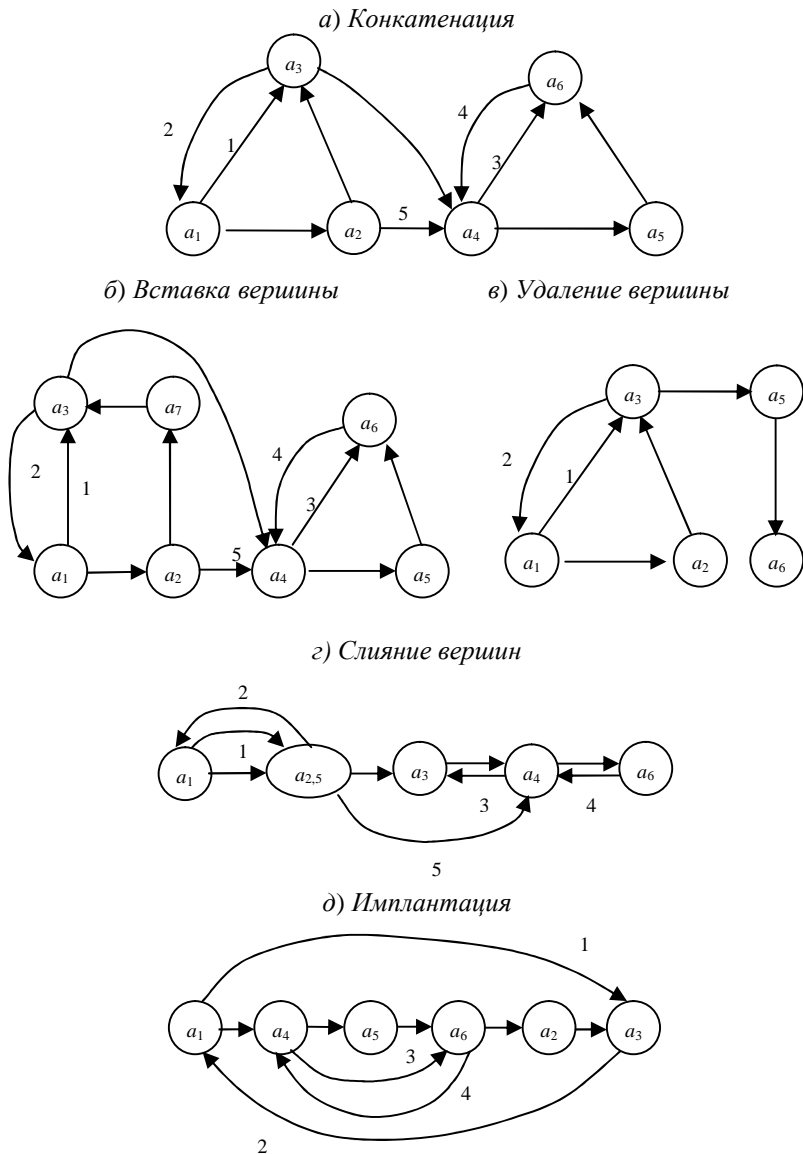 а) Конкатенация
a3
a6
2
4
1
3
5
a1
a2
a4
a5
б) Вставка вершины
в) Удаление вершины
a3
a7
a6
a3
a5
2
1
4
3
2
1
5
a1
a2
a4
a5
a1
a2
a6
г) Слияние вершин
2
1
a1
a2,5
a3
a4
a6
3
4
5
д) Имплантация
1
a1
a4
a5
a6
a2
a3
3
4
2